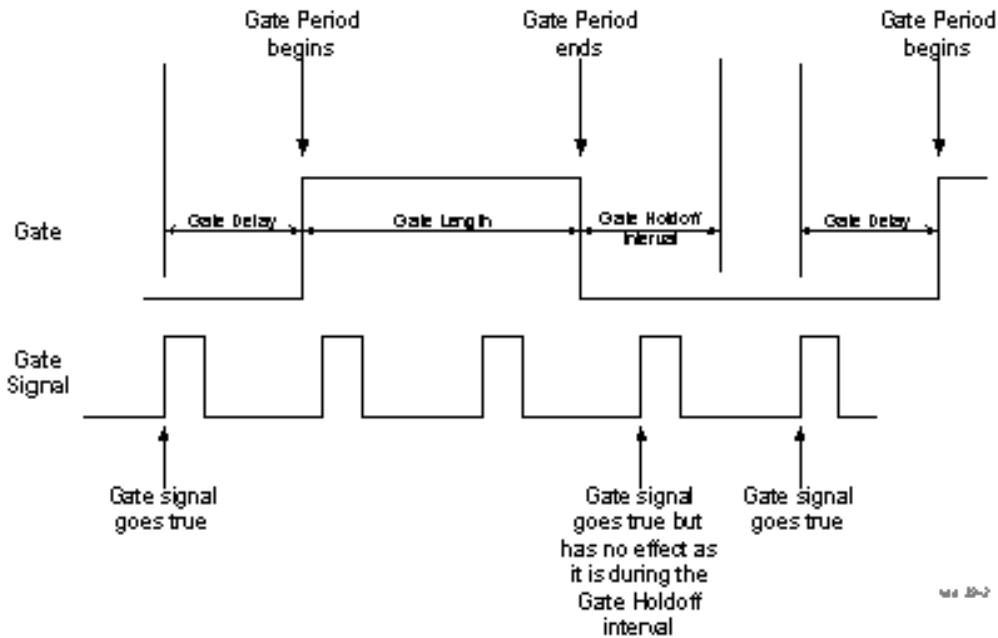 Gate Period
begins
Gate Period
ends
Gate Period
begins
Gate
Gate Delay
Gate Length
Gate Holdoff
Interval
Gate Delay
Gate
Signal
Gate signal
goes true
Gate signal
goes true but
has no effect as
it is during the
Gate Holdoff
interval
Gate signal
goes true